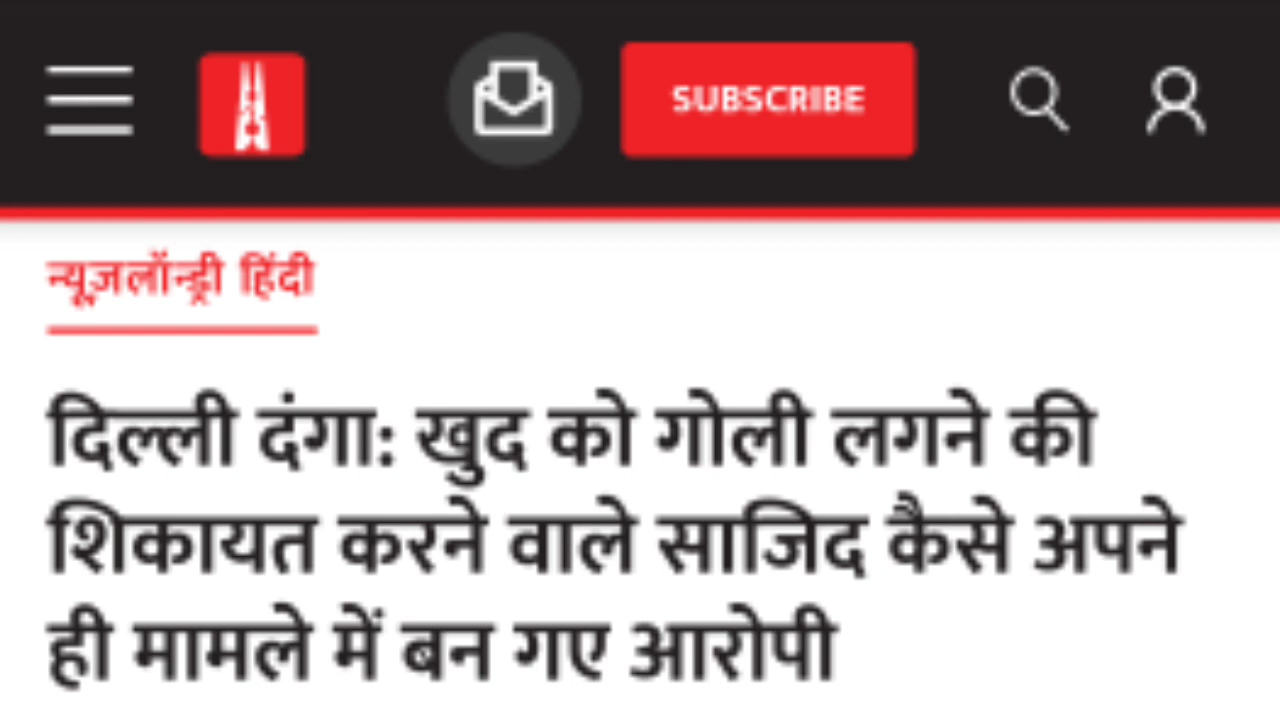 SUBSCRIBE
न्यूज़लॉन्ड्री हिंदी
दिल्ली दंगा: खुद को गोली लगने की
शिकायत करने वाले साजिद कैसे अपने
ही मामले में बन गए आरोपी